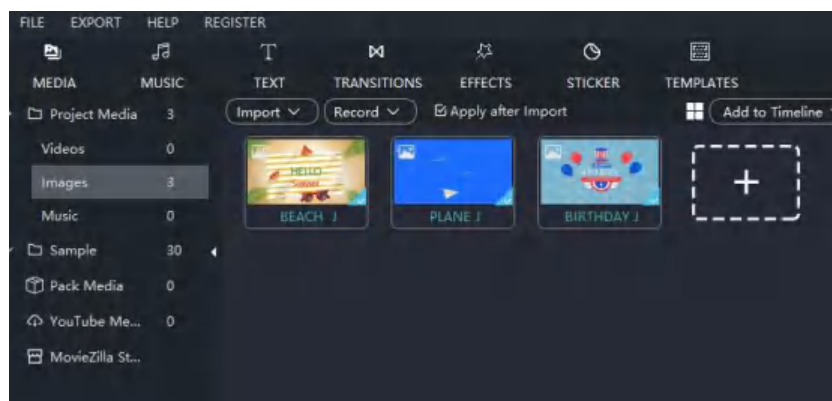 FILE EXPORT HELP REGISTER
MEDIA MUSIC TEXT TRANSITIONS EFFECTS STICKER TEMPLATES
Project Media 3
Import Record Apply after Import Add to Timeline
Videos 0
Images 3
Music 0
HELLO
Summer
BEACH J PLANE J BIRTHDAY J
Sample 30
Pack Media 0
YouTube Me... 0
MovieZilla St...